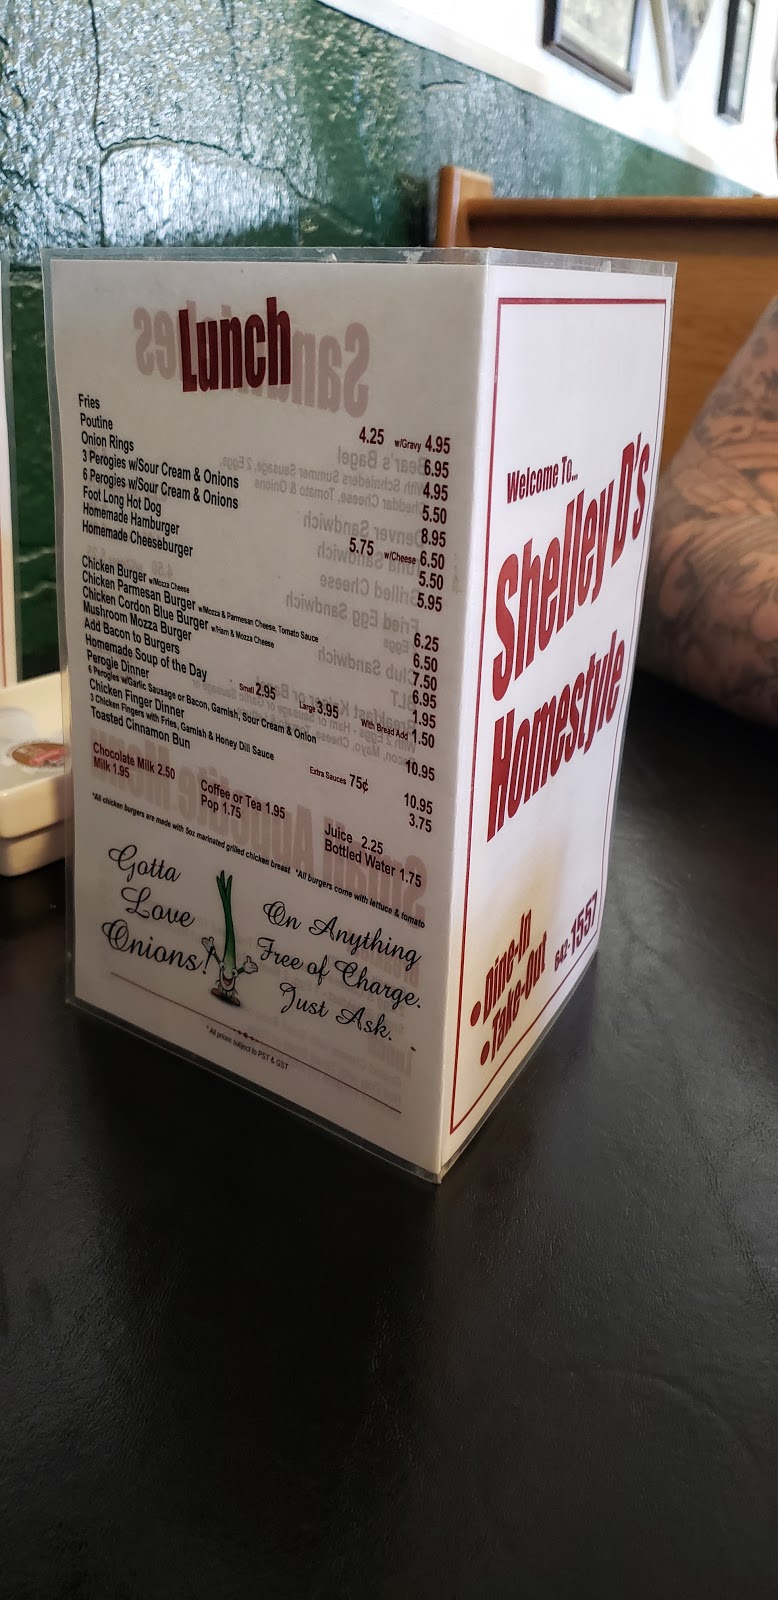 Lunch
Fries 4.25 w/Gravy 4.95
Poutine 6.95
Onion Rings 4.95
3 Perogies w/Sour Cream & Onions 5.50
6 Perogies w/Sour Cream & Onions 8.95
Foot Long Hot Dog 5.75 w/Cheese 6.50
Homemade Hamburger 5.50
Homemade Cheeseburger 5.95
Chicken Burger w/Mozza Cheese 6.25
Chicken Parmesan Burger w/Mozza & Parmesan Cheese, Tomato Sauce 6.50
Chicken Cordon Blue Burger w/Ham & Mozza Cheese 7.50
Mushroom Mozza Burger 6.95
Add Bacon to Burgers 1.95
Homemade Soup of the Day Small 2.95 Large 3.95 With Bread Add 1.50
Perogie Dinner 10.95
6 Perogies w/Garlic Sausage or Bacon, Garnish, Sour Cream & Onion
Chicken Finger Dinner 10.95
3 Chicken Fingers with Fries, Garnish & Honey Dill Sauce Extra Sauces 75¢
Toasted Cinnamon Bun 3.75
Chocolate Milk 2.50 Coffee or Tea 1.95 Juice 2.25
Milk 1.95 Pop 1.75 Bottled Water 1.75
*All chicken burgers are made with 5oz marinated grilled chicken breast *All burgers come with lettuce & tomato
Gotta
Love
Onions!
On Anything
Free of Charge.
Just Ask.
* All prices subject to PST & GST
Welcome To...
Shelley D's
Homestyle
• Dine-In
• Take-Out
642-1557